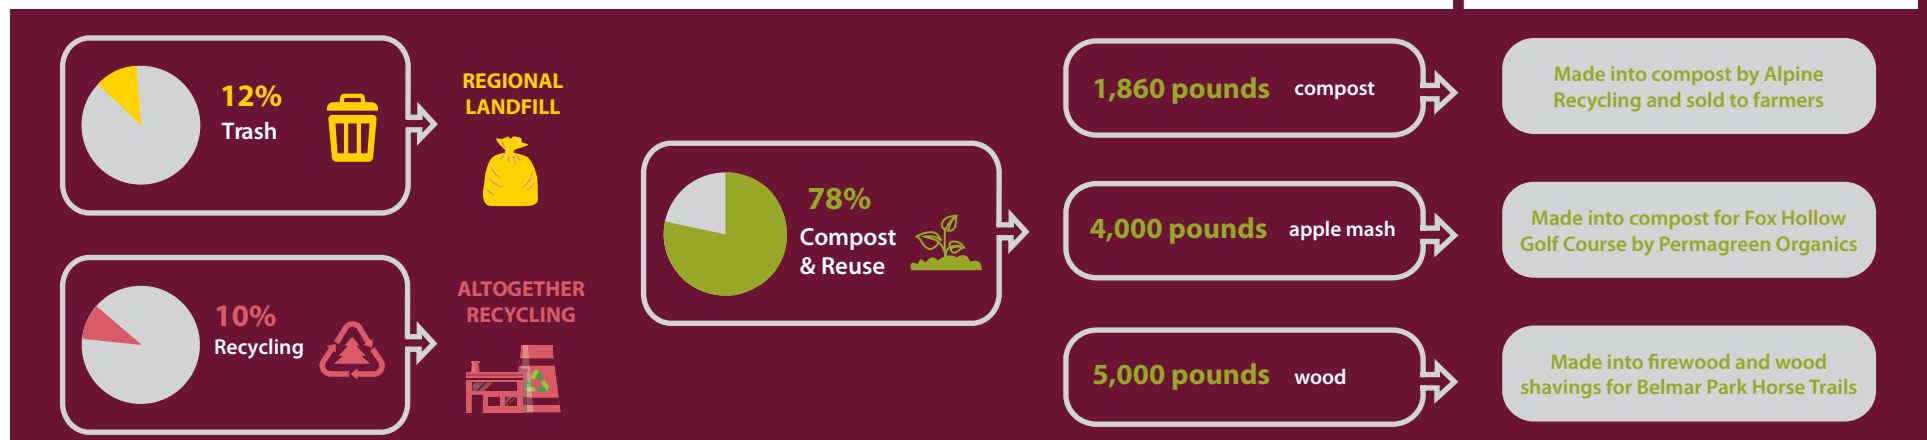 12%
Trash
REGIONAL
LANDFILL
10%
Recycling
ALTOGETHER
RECYCLING
78%
Compost
& Reuse
1,860 pounds compost
Made into compost by Alpine
Recycling and sold to farmers
4,000 pounds apple mash
Made into compost for Fox Hollow
Golf Course by Permagreen Organics
5,000 pounds wood
Made into firewood and wood
shavings for Belmar Park Horse Trails